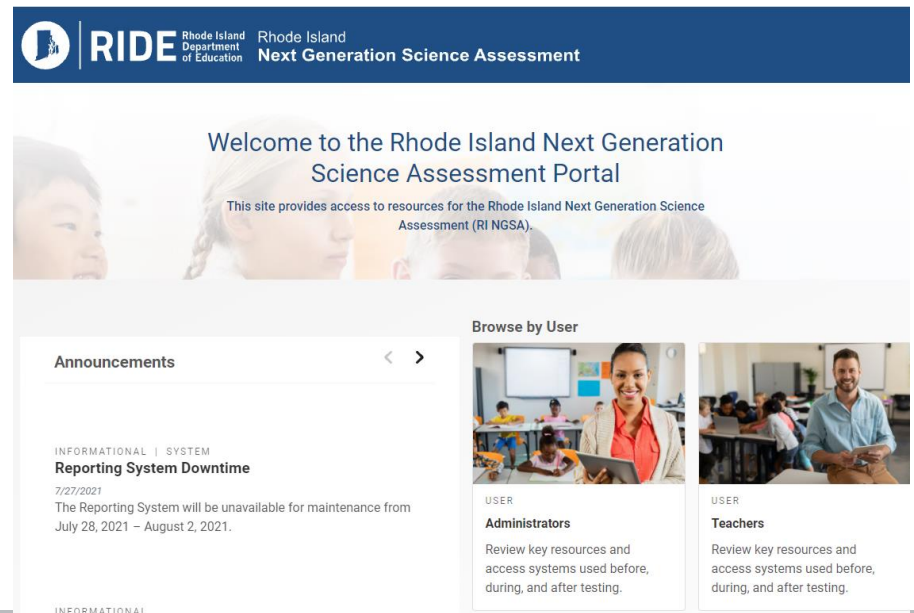 RIDE
Rhode Island
Department
of Education
Rhode Island
Next Generation Science Assessment
Welcome to the Rhode Island Next Generation
Science Assessment Portal
This site provides access to resources for the Rhode Island Next Generation Science
Assessment (RI NGSA).
Announcements
INFORMATIONAL | SYSTEM
Reporting System Downtime
7/27/2021
The Reporting System will be unavailable for maintenance from
July 28, 2021 – August 2, 2021.
INFORMATIONAL
Browse by User
USER
Administrators
Review key resources and
access systems used before,
during, and after testing.
USER
Teachers
Review key resources and
access systems used before,
during, and after testing.